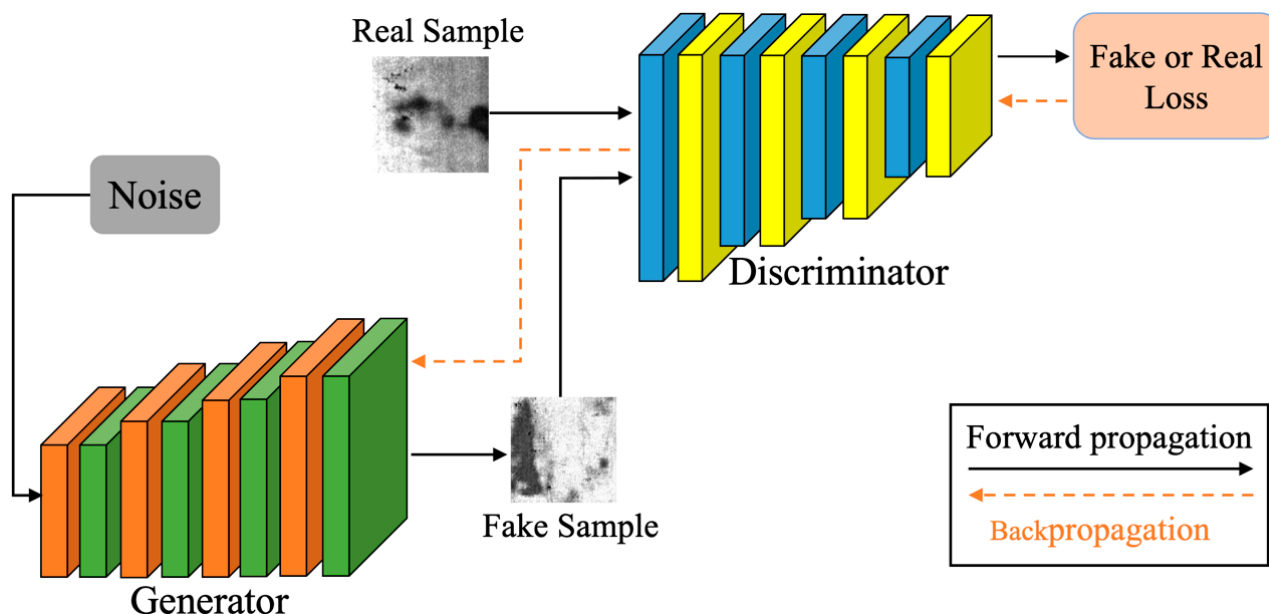 Real Sample
Fake or Real
Loss
Noise
Discriminator
Forward propagation
Backpropagation
Fake Sample
Generator